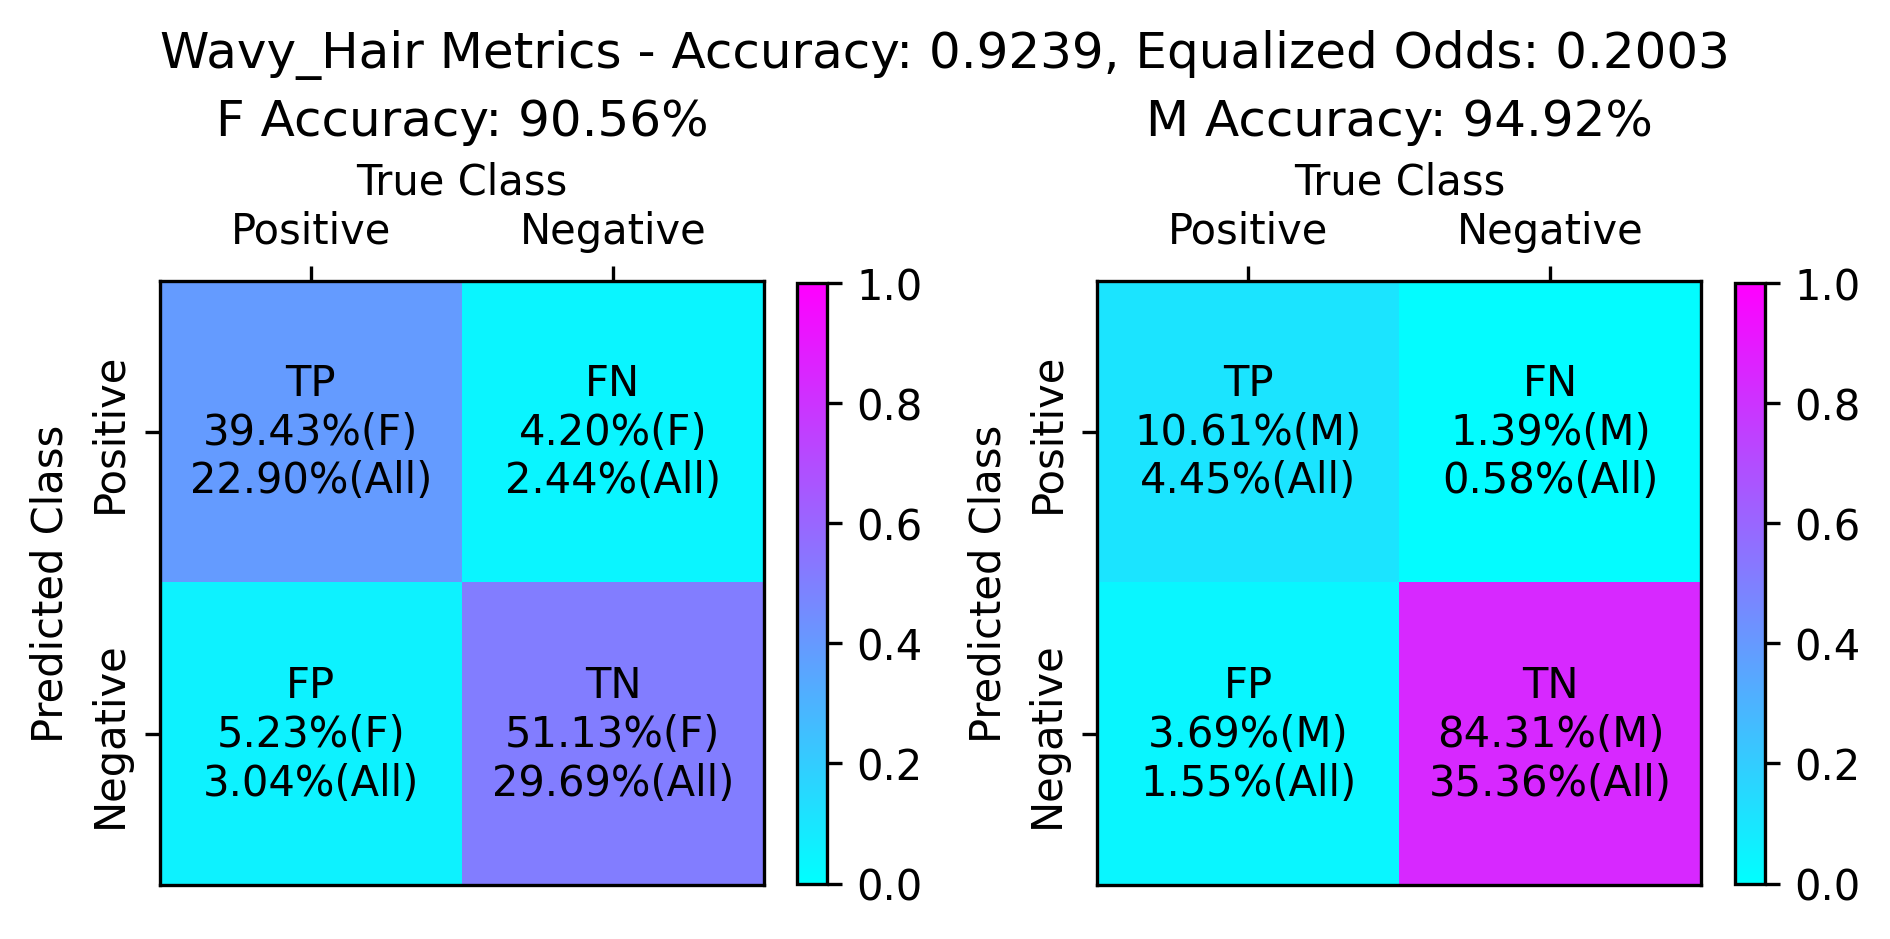 Wavy_Hair Metrics - Accuracy: 0.9239, Equalized Odds: 0.2003
F Accuracy: 90.56%
True Class
Positive Negative
Predicted Class
Positive
Negative
TP
39.43%(F)
22.90%(All)
FN
4.20%(F)
2.44%(All)
FP
5.23%(F)
3.04%(All)
TN
51.13%(F)
29.69%(All)
1.0
0.8
0.6
0.4
0.2
0.0
M Accuracy: 94.92%
True Class
Positive Negative
Predicted Class
Positive
Negative
TP
10.61%(M)
4.45%(All)
FN
1.39%(M)
0.58%(All)
FP
3.69%(M)
1.55%(All)
TN
84.31%(M)
35.36%(All)
1.0
0.8
0.6
0.4
0.2
0.0